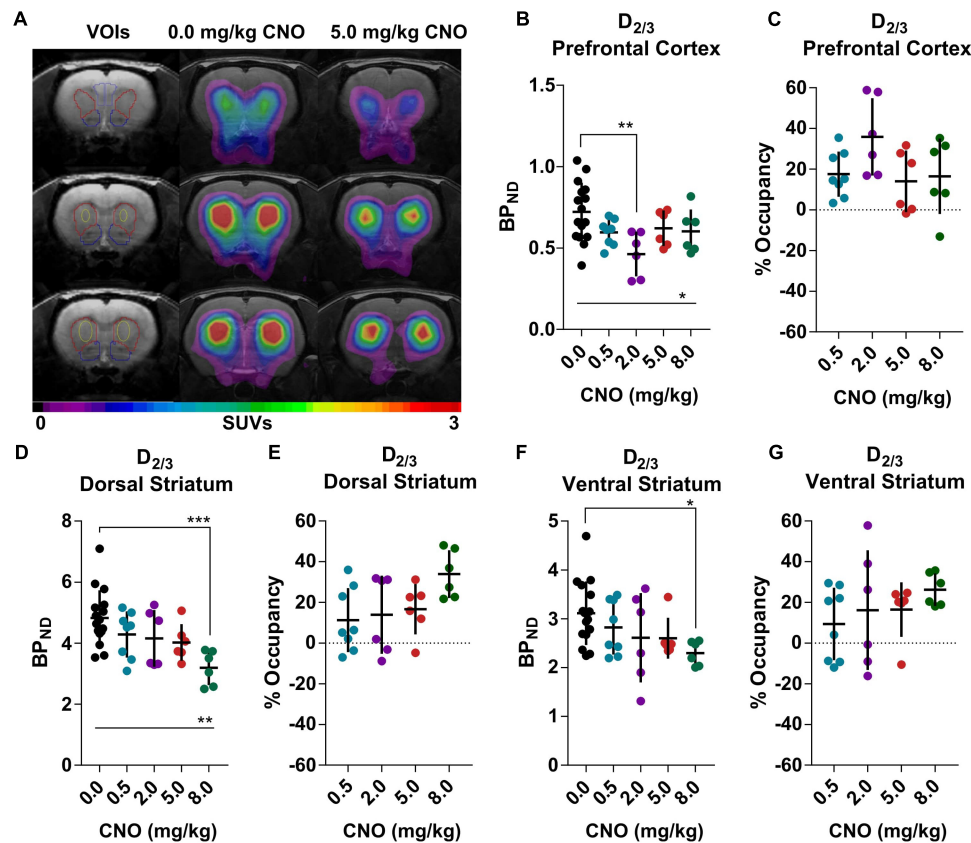 A
VOIs
0.0 mg/kg CNO
5.0 mg/kg CNO
0
SUVs
3
B
D2/3
Prefrontal Cortex
BPND
1.5
1.0
0.5
0.0
**
*
0.0
0.5
2.0
5.0
8.0
CNO (mg/kg)
C
D2/3
Prefrontal Cortex
% Occupancy
60
40
20
0
-20
-40
-60
0.5
2.0
5.0
8.0
CNO (mg/kg)
D
D2/3
Dorsal Striatum
BPND
8
6
4
2
0
***
**
0.0
0.5
2.0
5.0
8.0
CNO (mg/kg)
E
D2/3
Dorsal Striatum
% Occupancy
60
40
20
0
-20
-40
-60
0.5
2.0
5.0
8.0
CNO (mg/kg)
F
D2/3
Ventral Striatum
BPND
5
4
3
2
1
0
*
0.0
0.5
2.0
5.0
8.0
CNO (mg/kg)
G
D2/3
Ventral Striatum
% Occupancy
60
40
20
0
-20
-40
-60
0.5
2.0
5.0
8.0
CNO (mg/kg)